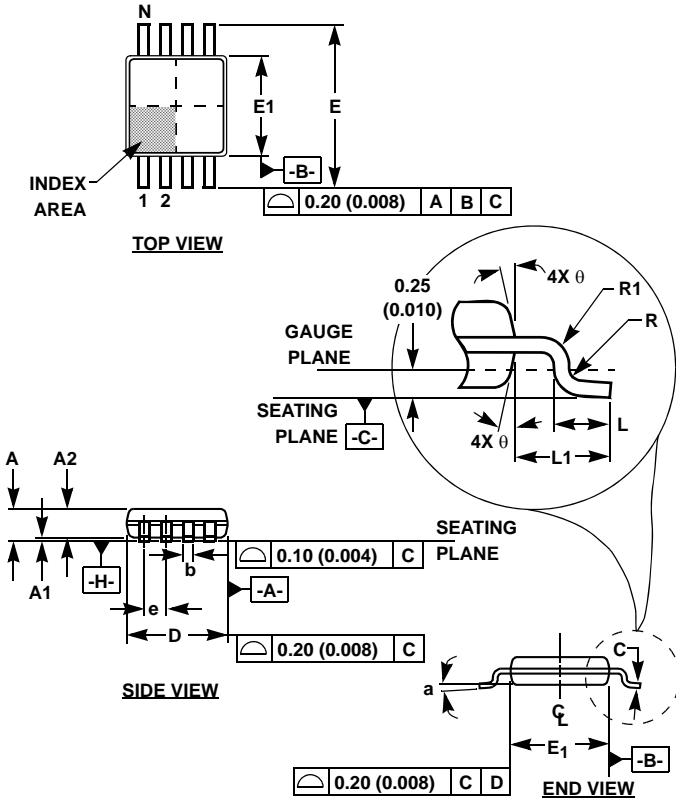 N
E1
E
-B-
INDEX
AREA
1 2
0.20 (0.008) A B C
TOP VIEW
0.25
(0.010)
4X θ
R1
R
GAUGE
PLANE
SEATING
PLANE
-C-
4X θ
L
L1
A
A2
SEATING
PLANE
A1
-H-
b
0.10 (0.004) C
-A-
e
D
0.20 (0.008) C
SIDE VIEW
C
a
CL
E1
-B-
0.20 (0.008) C D
END VIEW